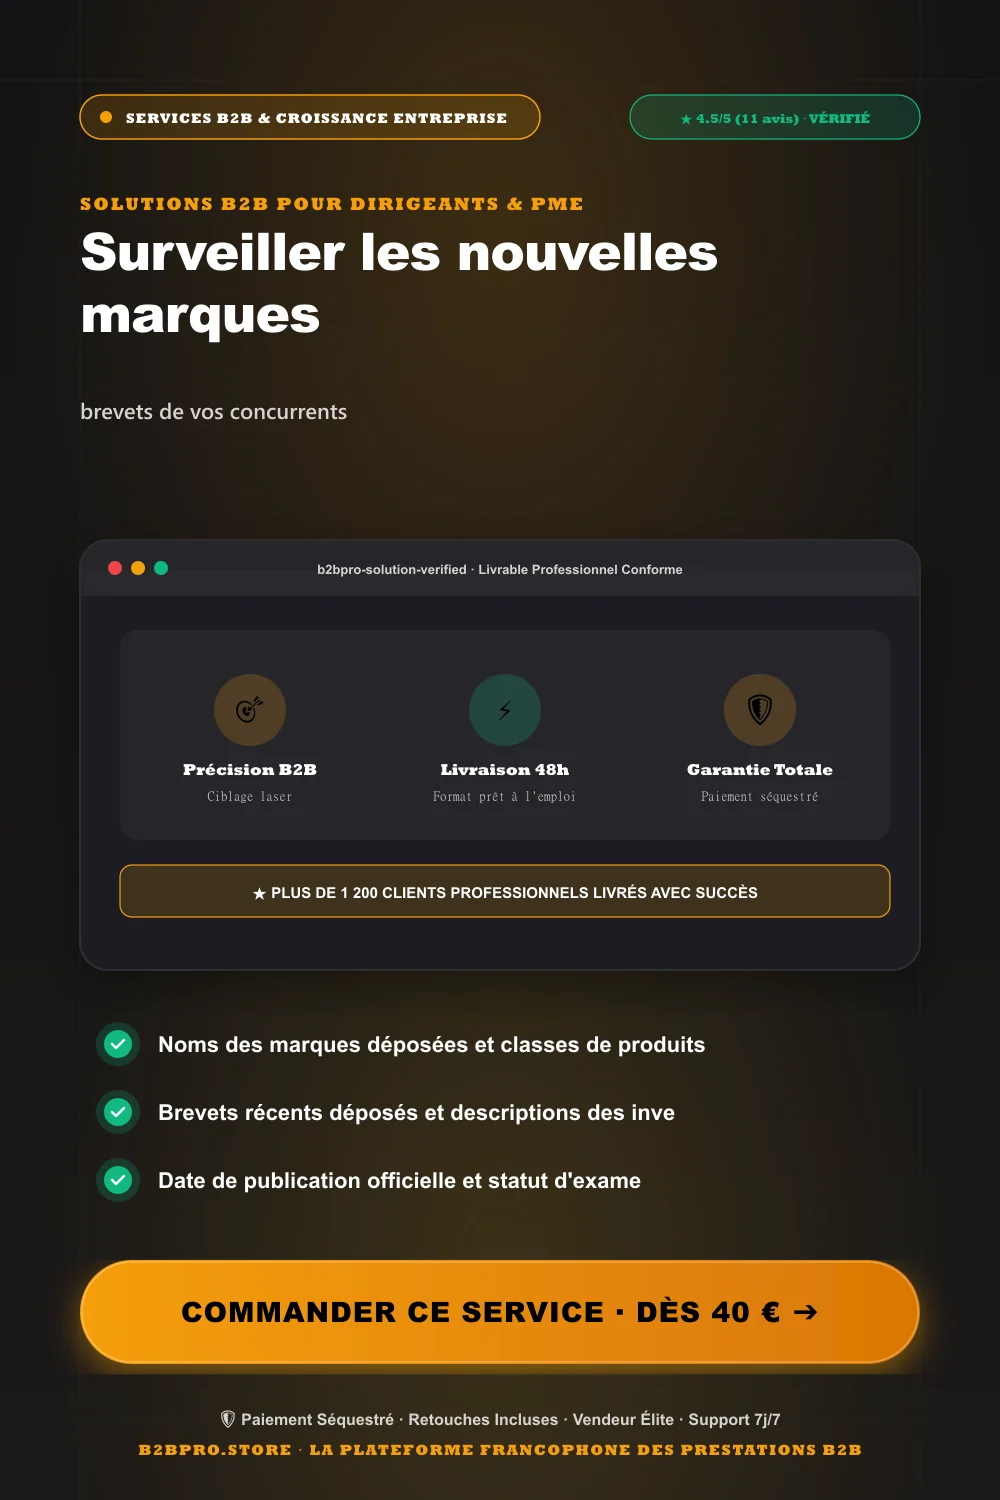 SERVICES B2B & CROISSANCE ENTREPRISE
★ 4.5/5 (11 avis) · VÉRIFIÉ
SOLUTIONS B2B POUR DIRIGEANTS & PME
Surveiller les nouvelles
marques
brevets de vos concurrents
b2bpro-solution-verified · Livrable Professionnel Conforme
Précision B2B
Ciblage laser
Livraison 48h
Format prêt à l'emploi
Garantie Totale
Paiement séquestré
★ PLUS DE 1 200 CLIENTS PROFESSIONNELS LIVRÉS AVEC SUCCÈS
Noms des marques déposées et classes de produits
Brevets récents déposés et descriptions des inve
Date de publication officielle et statut d'exame
COMMANDER CE SERVICE · DÈS 40 € →
Paiement Séquestré · Retouches Incluses · Vendeur Élite · Support 7j/7
B2BPRO.STORE · LA PLATEFORME FRANCOPHONE DES PRESTATIONS B2B